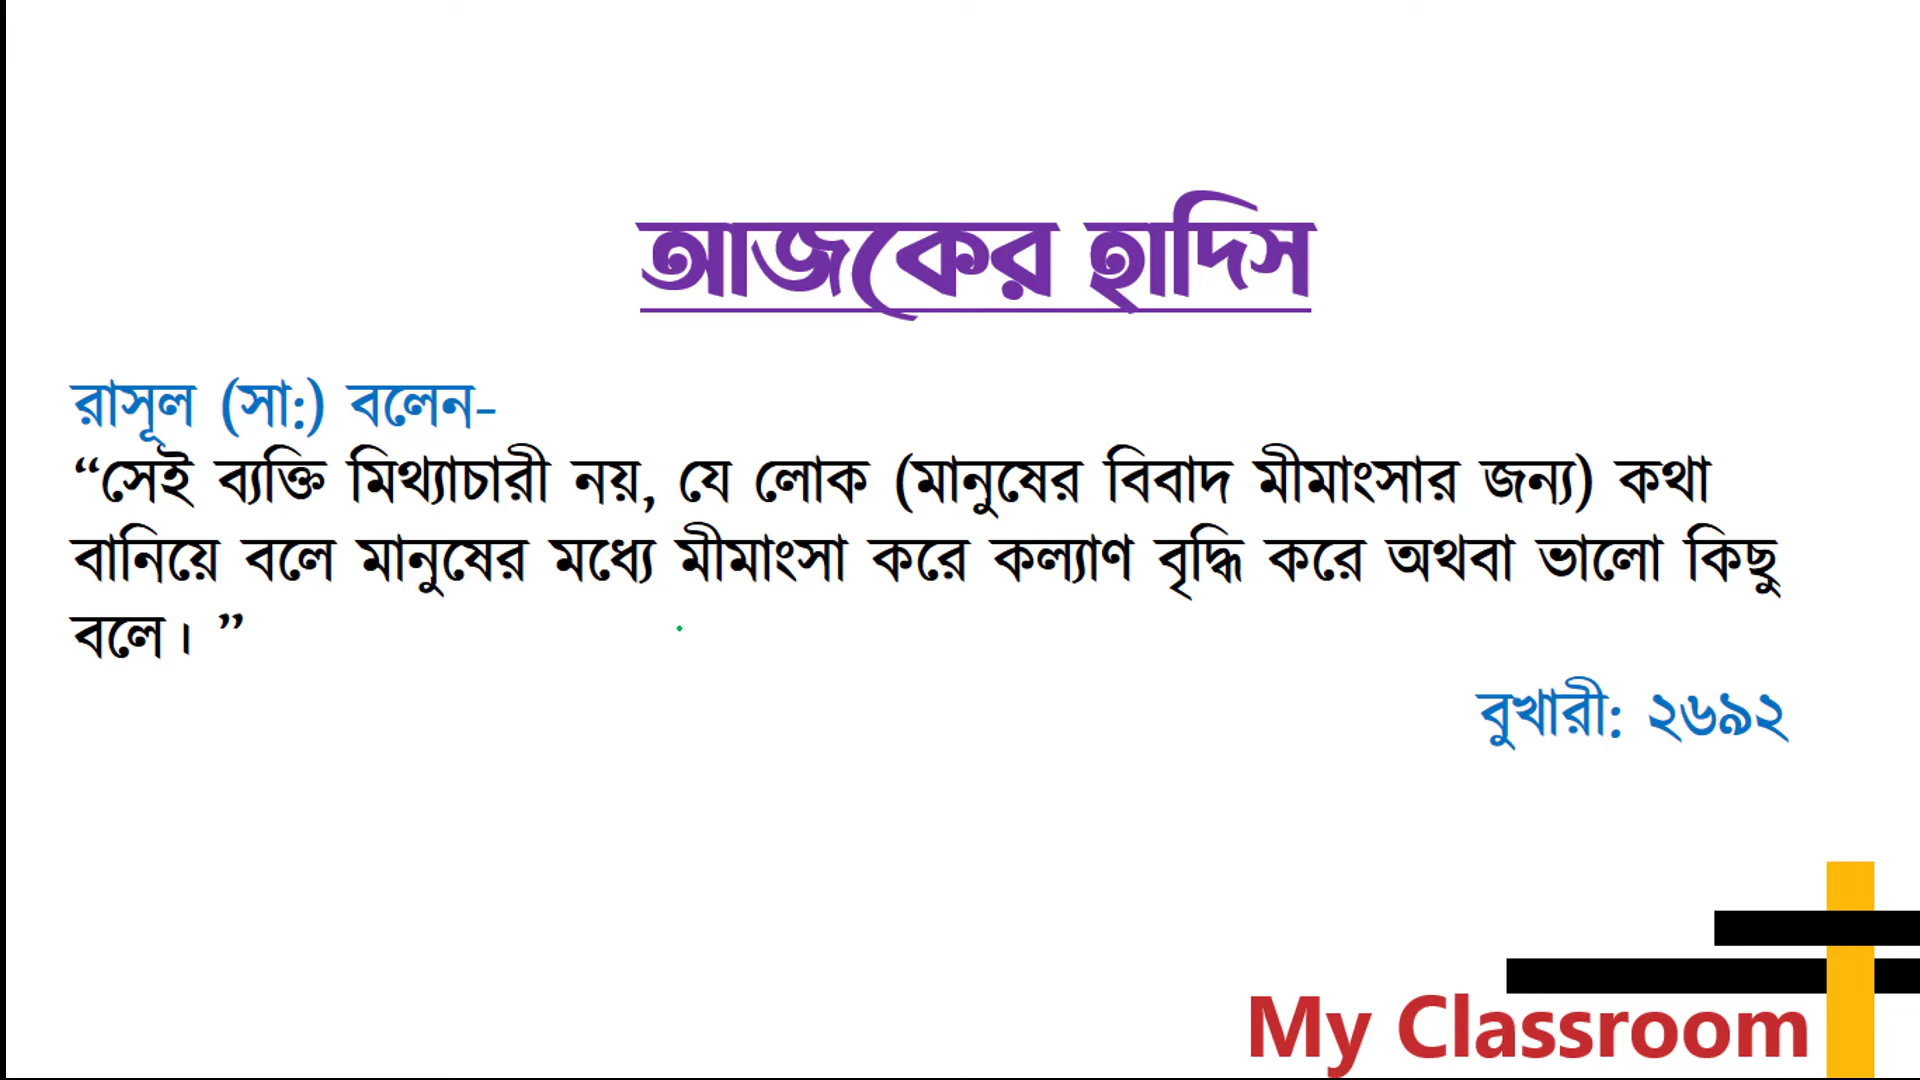 আজকের হাদিস
রাসূল (সা:) বলেন-
“সেই ব্যক্তি মিথ্যাচারী নয়, যে লোক (মানুষের বিবাদ মীমাংসার জন্য) কথা
বানিয়ে বলে মানুষের মধ্যে মীমাংসা করে কল্যাণ বৃদ্ধি করে অথবা ভালো কিছু
বলে। ”
বুখারী: ২৬৯২
My Classroom